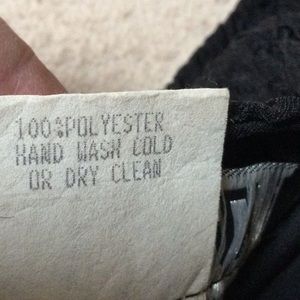 100%POLYESTER
HAND WASH COLD
OR DRY CLEAN